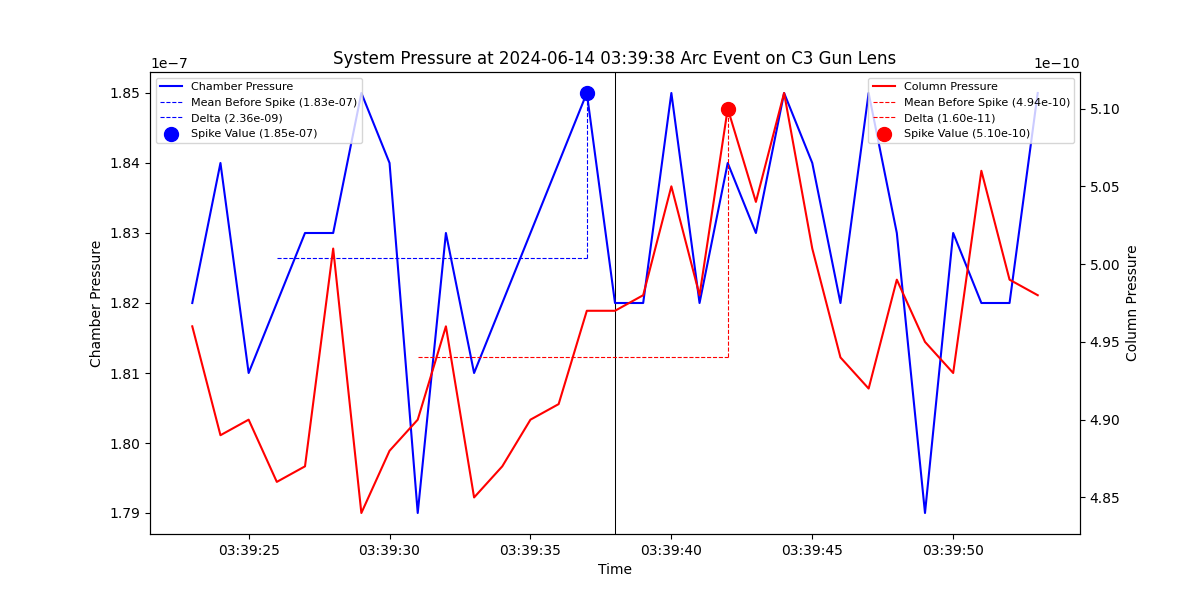 System Pressure at 2024-06-14 03:39:38 Arc Event on C3 Gun Lens
1e−7
1e−10
Chamber Pressure
Mean Before Spike (1.83e-07)
Delta (2.36e-09)
Spike Value (1.85e-07)
Column Pressure
Mean Before Spike (4.94e-10)
Delta (1.60e-11)
Spike Value (5.10e-10)
1.85
1.84
1.83
1.82
1.81
1.80
1.79
Chamber Pressure
5.10
5.05
5.00
4.95
4.90
4.85
Column Pressure
03:39:25 03:39:30 03:39:35 03:39:40 03:39:45 03:39:50
Time